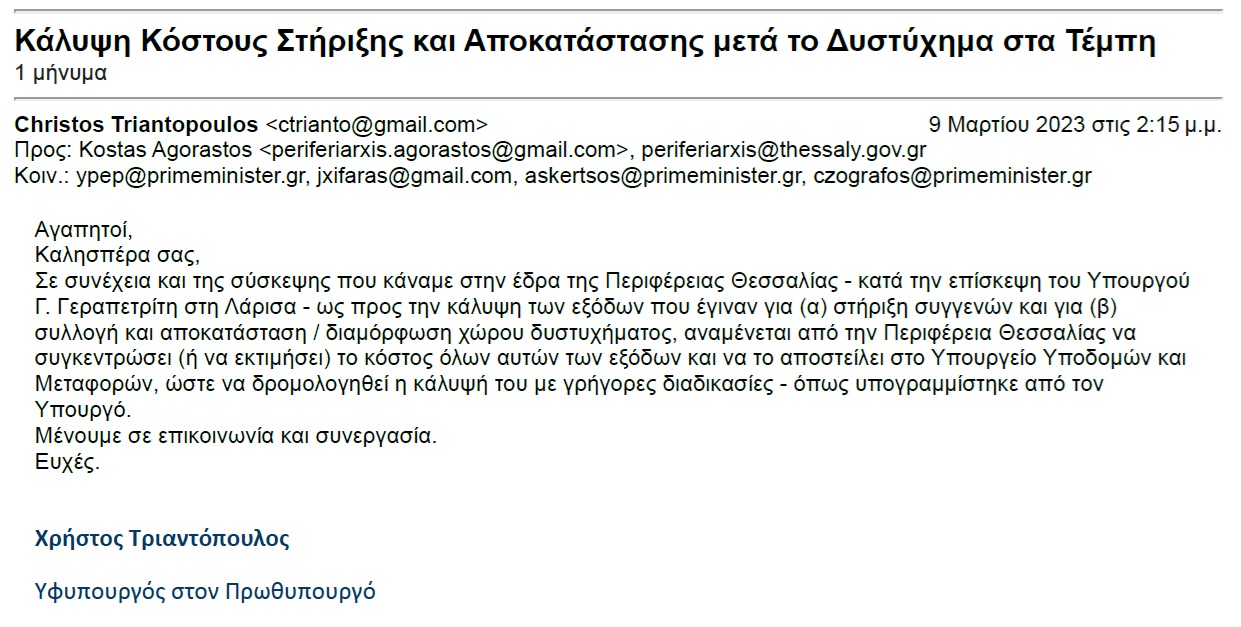 Κάλυψη Κόστους Στήριξης και Αποκατάστασης μετά το Δυστύχημα στα Τέμπη
1 μήνυμα
Christos Triantopoulos <ctrianto@gmail.com> 9 Μαρτίου 2023 στις 2:15 μ.μ.
Προς: Kostas Agorastos <periferiarxis.agorastos@gmail.com>, periferiarxis@thessaly.gov.gr
Κοιν.: ypep@primeminister.gr, jxifaras@gmail.com, askertsos@primeminister.gr, czografos@primeminister.gr
Αγαπητοί,
Καλησπέρα σας,
Σε συνέχεια και της σύσκεψης που κάναμε στην έδρα της Περιφέρειας Θεσσαλίας - κατά την επίσκεψη του Υπουργού
Γ. Γεραπετρίτη στη Λάρισα - ως προς την κάλυψη των εξόδων που έγιναν για (α) στήριξη συγγενών και για (β)
συλλογή και αποκατάσταση / διαμόρφωση χώρου δυστυχήματος, αναμένεται από την Περιφέρεια Θεσσαλίας να
συγκεντρώσει (ή να εκτιμήσει) το κόστος όλων αυτών των εξόδων και να το αποστείλει στο Υπουργείο Υποδομών και
Μεταφορών, ώστε να δρομολογηθεί η κάλυψή του με γρήγορες διαδικασίες - όπως υπογραμμίστηκε από τον
Υπουργό.
Μένουμε σε επικοινωνία και συνεργασία.
Ευχές.
Χρήστος Τριαντόπουλος
Υφυπουργός στον Πρωθυπουργό